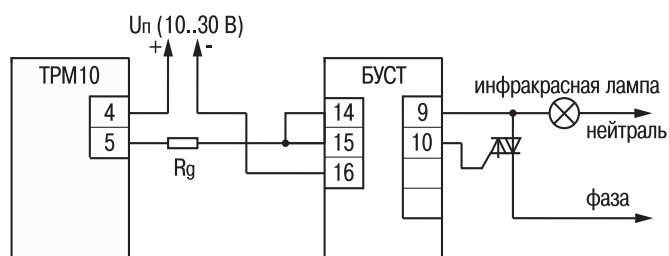 Uп (10..30 В)
+ -
ТРМ10
БУСТ
инфракрасная лампа
4
14
9
нейтраль
5
15
10
Rg
16
фаза